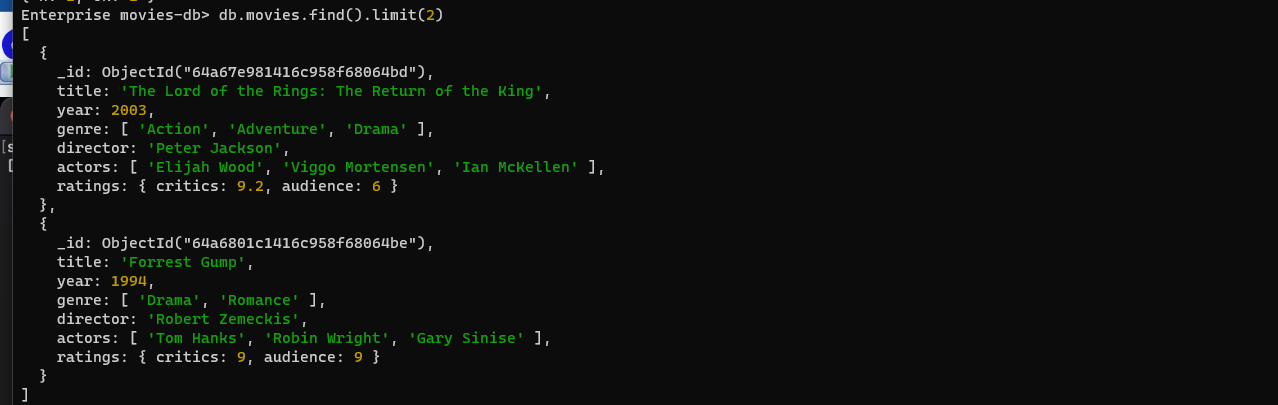 Enterprise movies-db> db.movies.find().limit(2)
[
  {
    _id: ObjectId("64a67e981416c958f68064bd"),
    title: 'The Lord of the Rings: The Return of the King',
    year: 2003,
    genre: [ 'Action', 'Adventure', 'Drama' ],
    director: 'Peter Jackson',
    actors: [ 'Elijah Wood', 'Viggo Mortensen', 'Ian McKellen' ],
    ratings: { critics: 9.2, audience: 6 }
  },
  {
    _id: ObjectId("64a6801c1416c958f68064be"),
    title: 'Forrest Gump',
    year: 1994,
    genre: [ 'Drama', 'Romance' ],
    director: 'Robert Zemeckis',
    actors: [ 'Tom Hanks', 'Robin Wright', 'Gary Sinise' ],
    ratings: { critics: 9, audience: 9 }
  }
]